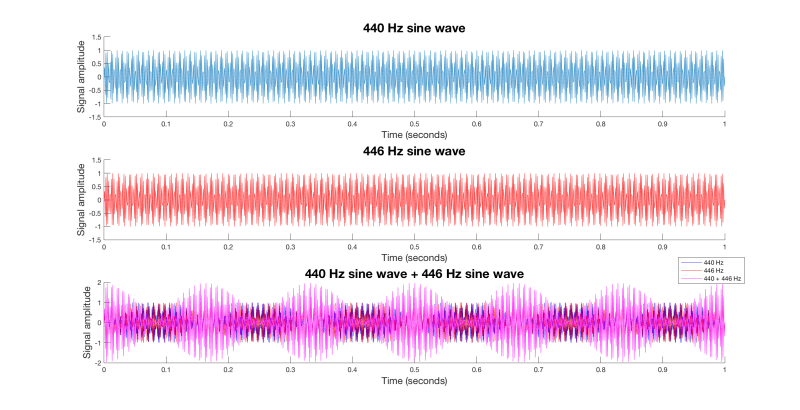 440 Hz sine wave
Signal amplitude
1.5
1
0.5
0
-0.5
-1
-1.5
0 0.1 0.2 0.3 0.4 0.5 0.6 0.7 0.8 0.9 1
Time (seconds)
446 Hz sine wave
Signal amplitude
1.5
1
0.5
0
-0.5
-1
-1.5
0 0.1 0.2 0.3 0.4 0.5 0.6 0.7 0.8 0.9 1
Time (seconds)
440 Hz sine wave + 446 Hz sine wave
440 Hz
446 Hz
440 + 446 Hz
Signal amplitude
2
1
0
-1
-2
0 0.1 0.2 0.3 0.4 0.5 0.6 0.7 0.8 0.9 1
Time (seconds)